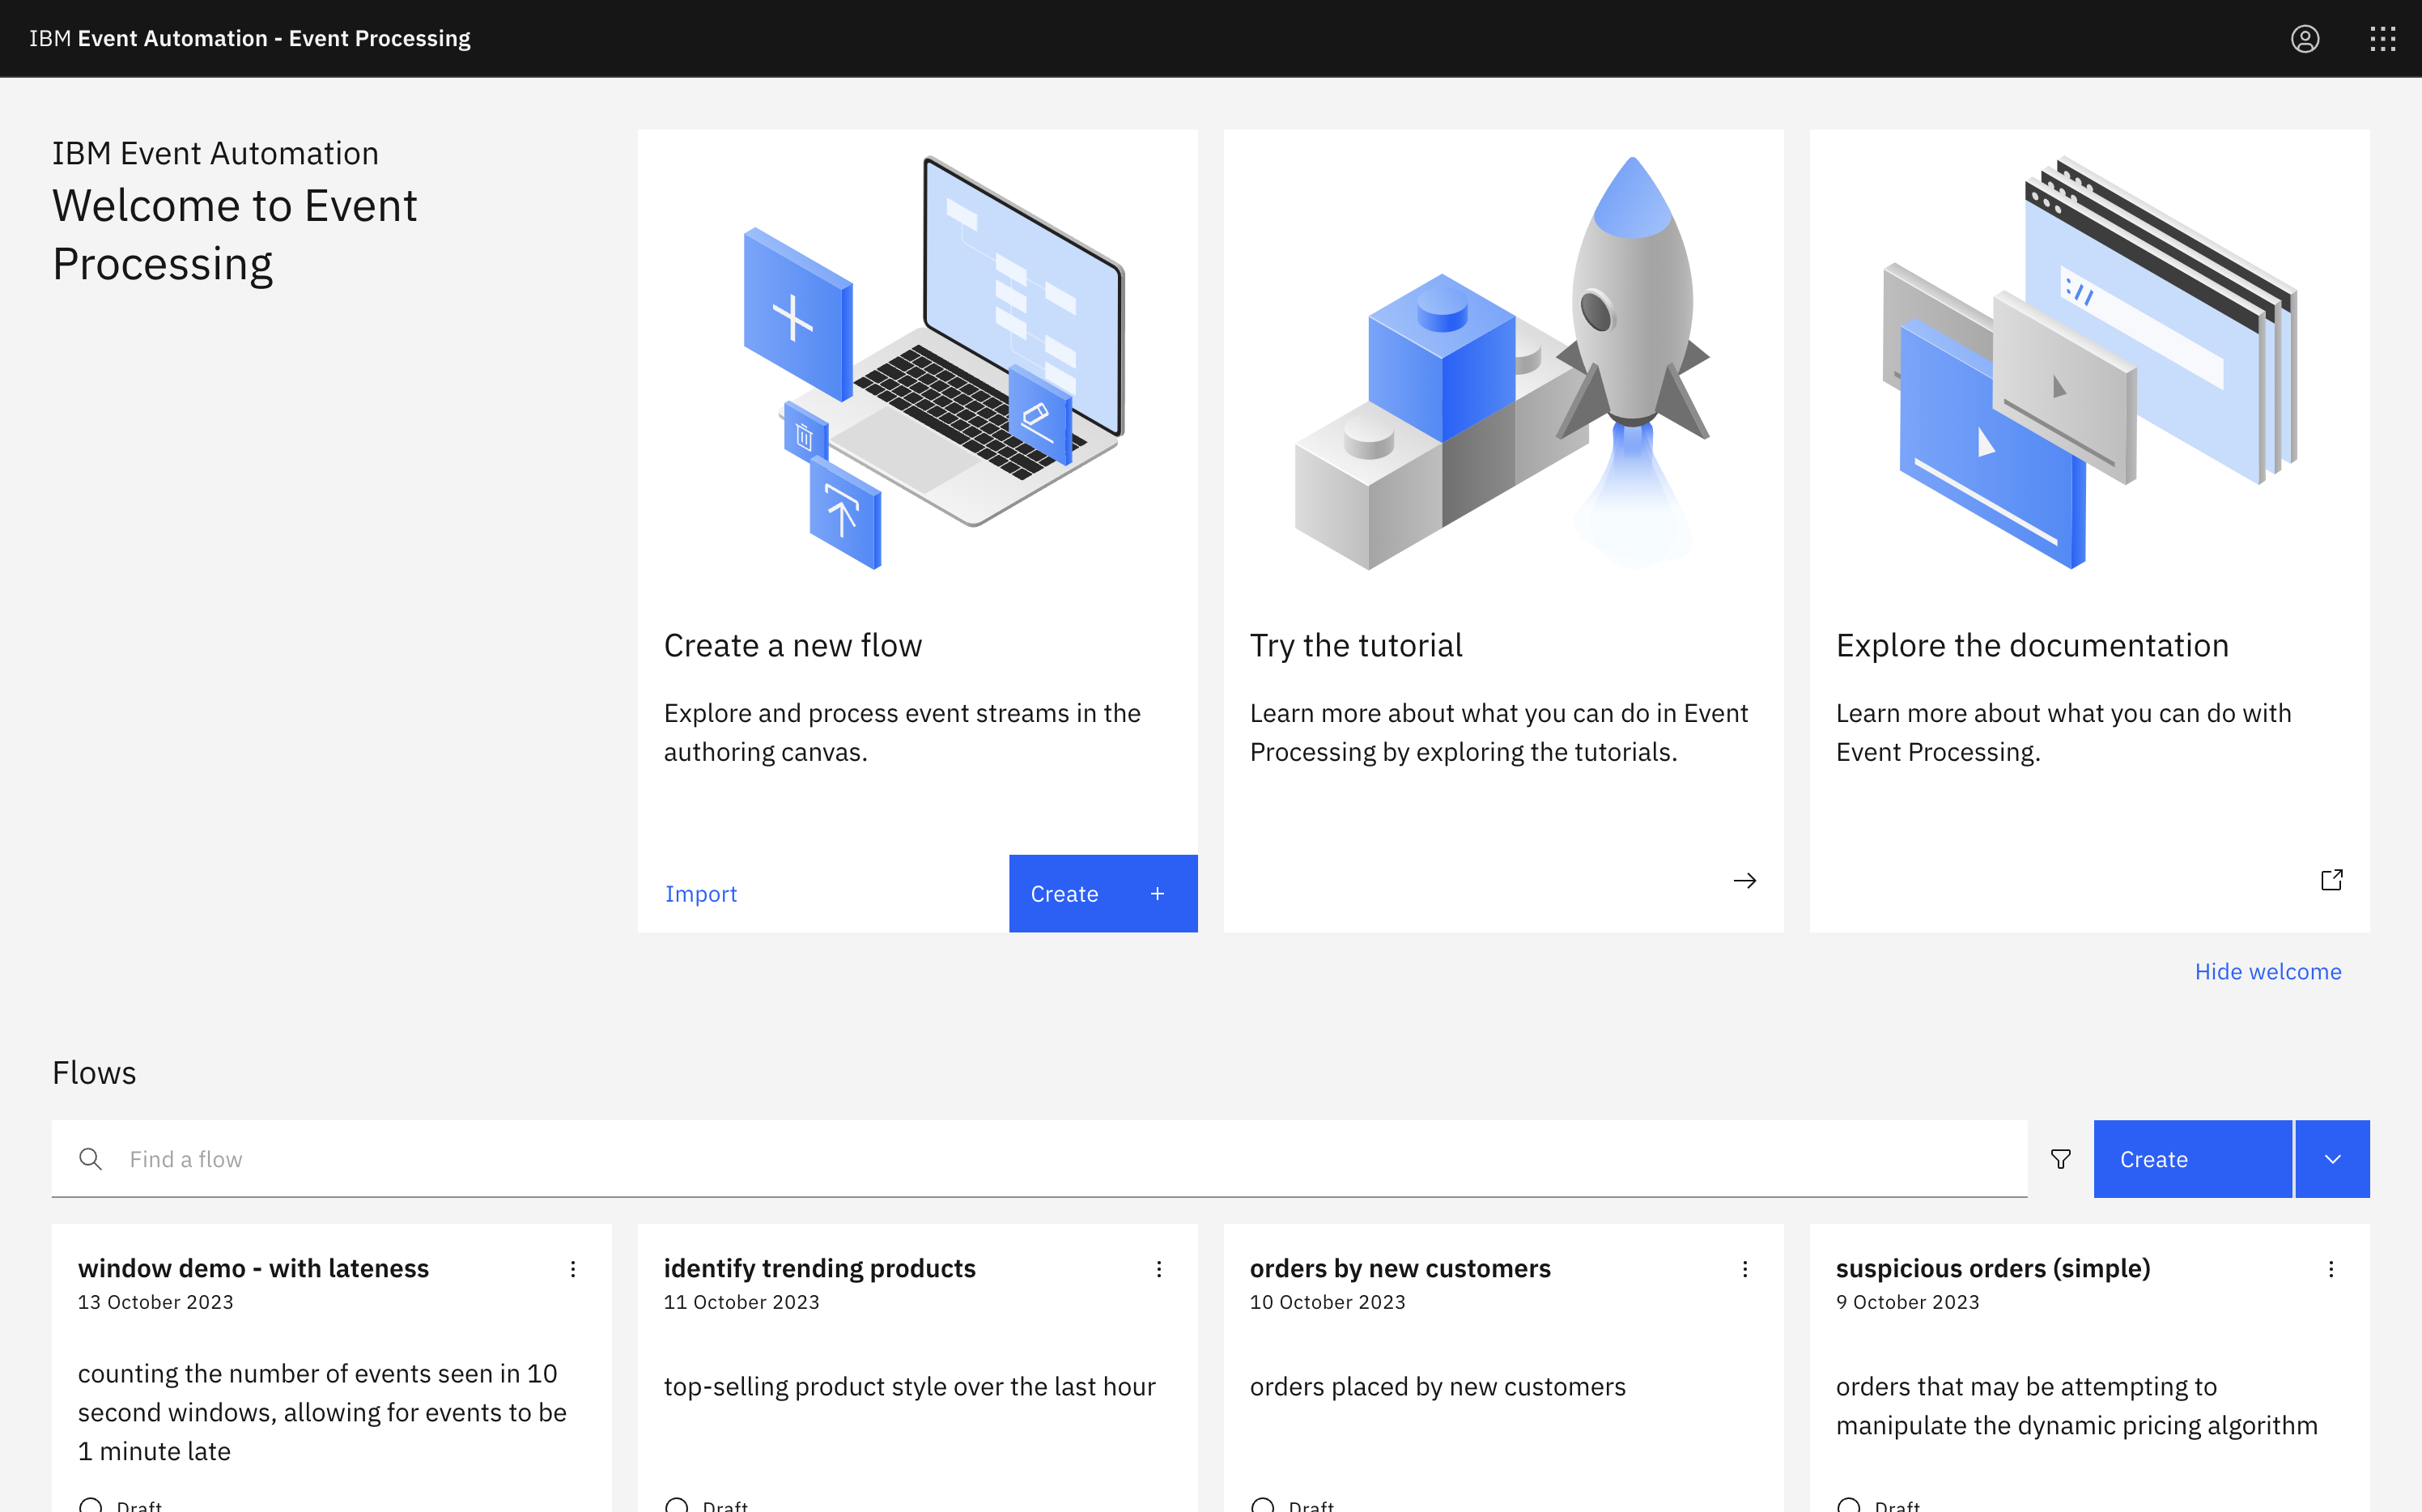 IBM Event Automation - Event Processing
IBM Event Automation
Welcome to Event
Processing
://
Create a new flow
Explore and process event streams in the
authoring canvas.
Import
Create
Try the tutorial
Learn more about what you can do in Event
Processing by exploring the tutorials.
Explore the documentation
Learn more about what you can do with
Event Processing.
Hide welcome
Flows
Find a flow
Create
window demo - with lateness
13 October 2023
counting the number of events seen in 10
second windows, allowing for events to be
1 minute late
Draft
identify trending products
11 October 2023
top-selling product style over the last hour
Draft
orders by new customers
10 October 2023
orders placed by new customers
Draft
suspicious orders (simple)
9 October 2023
orders that may be attempting to
manipulate the dynamic pricing algorithm
Draft